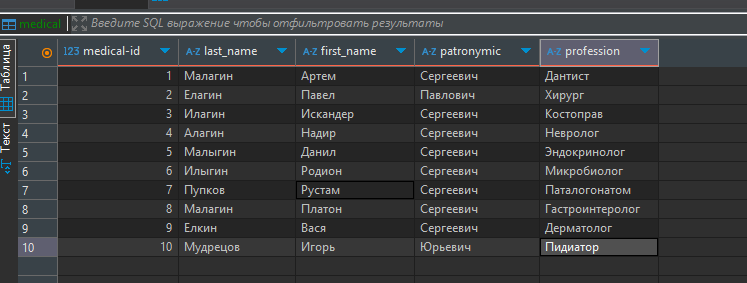 medical Введите SQL выражение чтобы отфильтровать результаты
Таблица
Текст
123 medical-id A-Z last_name A-Z first_name A-Z patronymic A-Z profession
1 1 Малагин Артем Сергеевич Дантист
2 2 Елагин Павел Павлович Хирург
3 3 Илагин Искандер Сергеевич Костоправ
4 4 Алагин Надир Сергеевич Невролог
5 5 Малыгин Данил Сергеевич Эндокринолог
6 6 Илыгин Родион Сергеевич Микробиолог
7 7 Пупков Рустам Сергеевич Паталогонатом
8 8 Малагин Платон Сергеевич Гастроинтеролог
9 9 Елкин Вася Сергеевич Дерматолог
10 10 Мудрецов Игорь Юрьевич Пидиатор